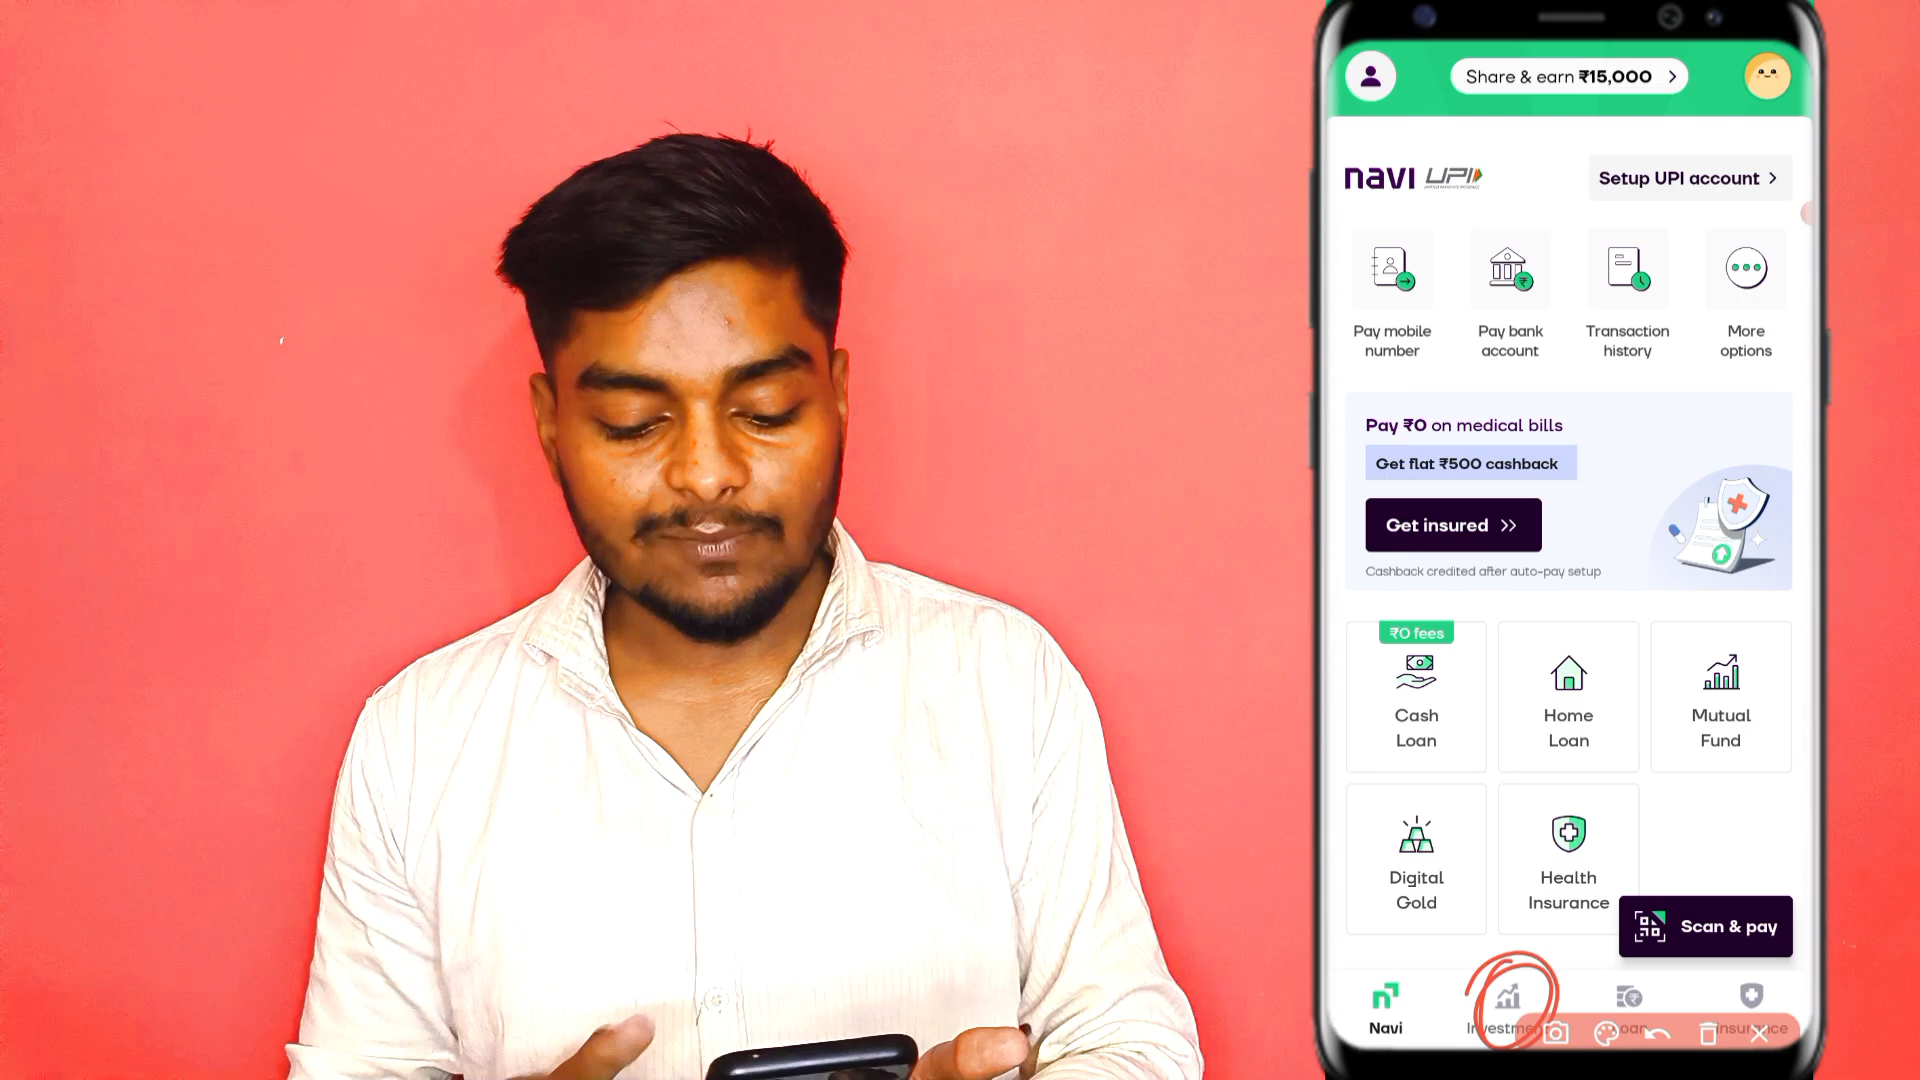 Share & earn ₹15,000
navi UPI
Setup UPI account
Pay mobile number
Pay bank account
Transaction history
More options
Pay ₹0 on medical bills
Get flat ₹500 cashback
Get insured
Cashback credited after auto-pay setup
₹0 fees
Cash Loan
Home Loan
Mutual Fund
Digital Gold
Health Insurance
Scan & pay
Navi